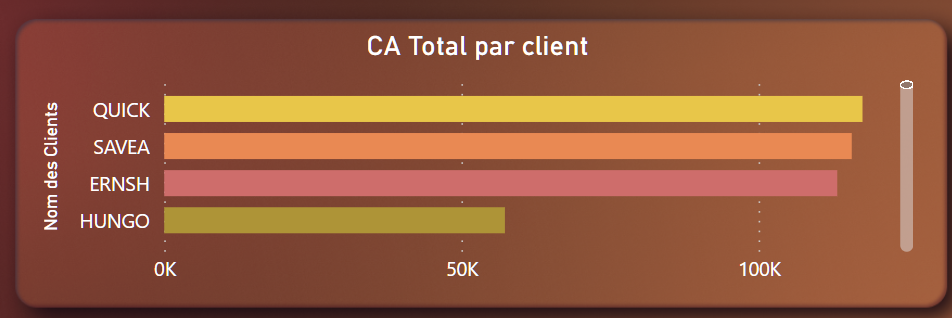 CA Total par client
Nom des Clients
QUICK
SAVEA
ERNSH
HUNGO
0K 50K 100K